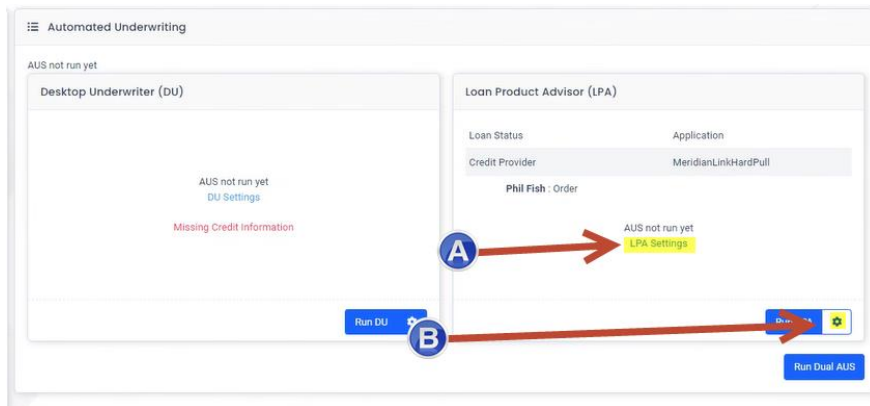 Automated Underwriting
AUS not run yet
Desktop Underwriter (DU)
AUS not run yet
DU Settings
Missing Credit Information
Run DU
Loan Product Advisor (LPA)
Loan Status Application
Credit Provider MeridianLinkHardPull
Phil Fish : Order
AUS not run yet
LPA Settings
A
B
Run Dual AUS